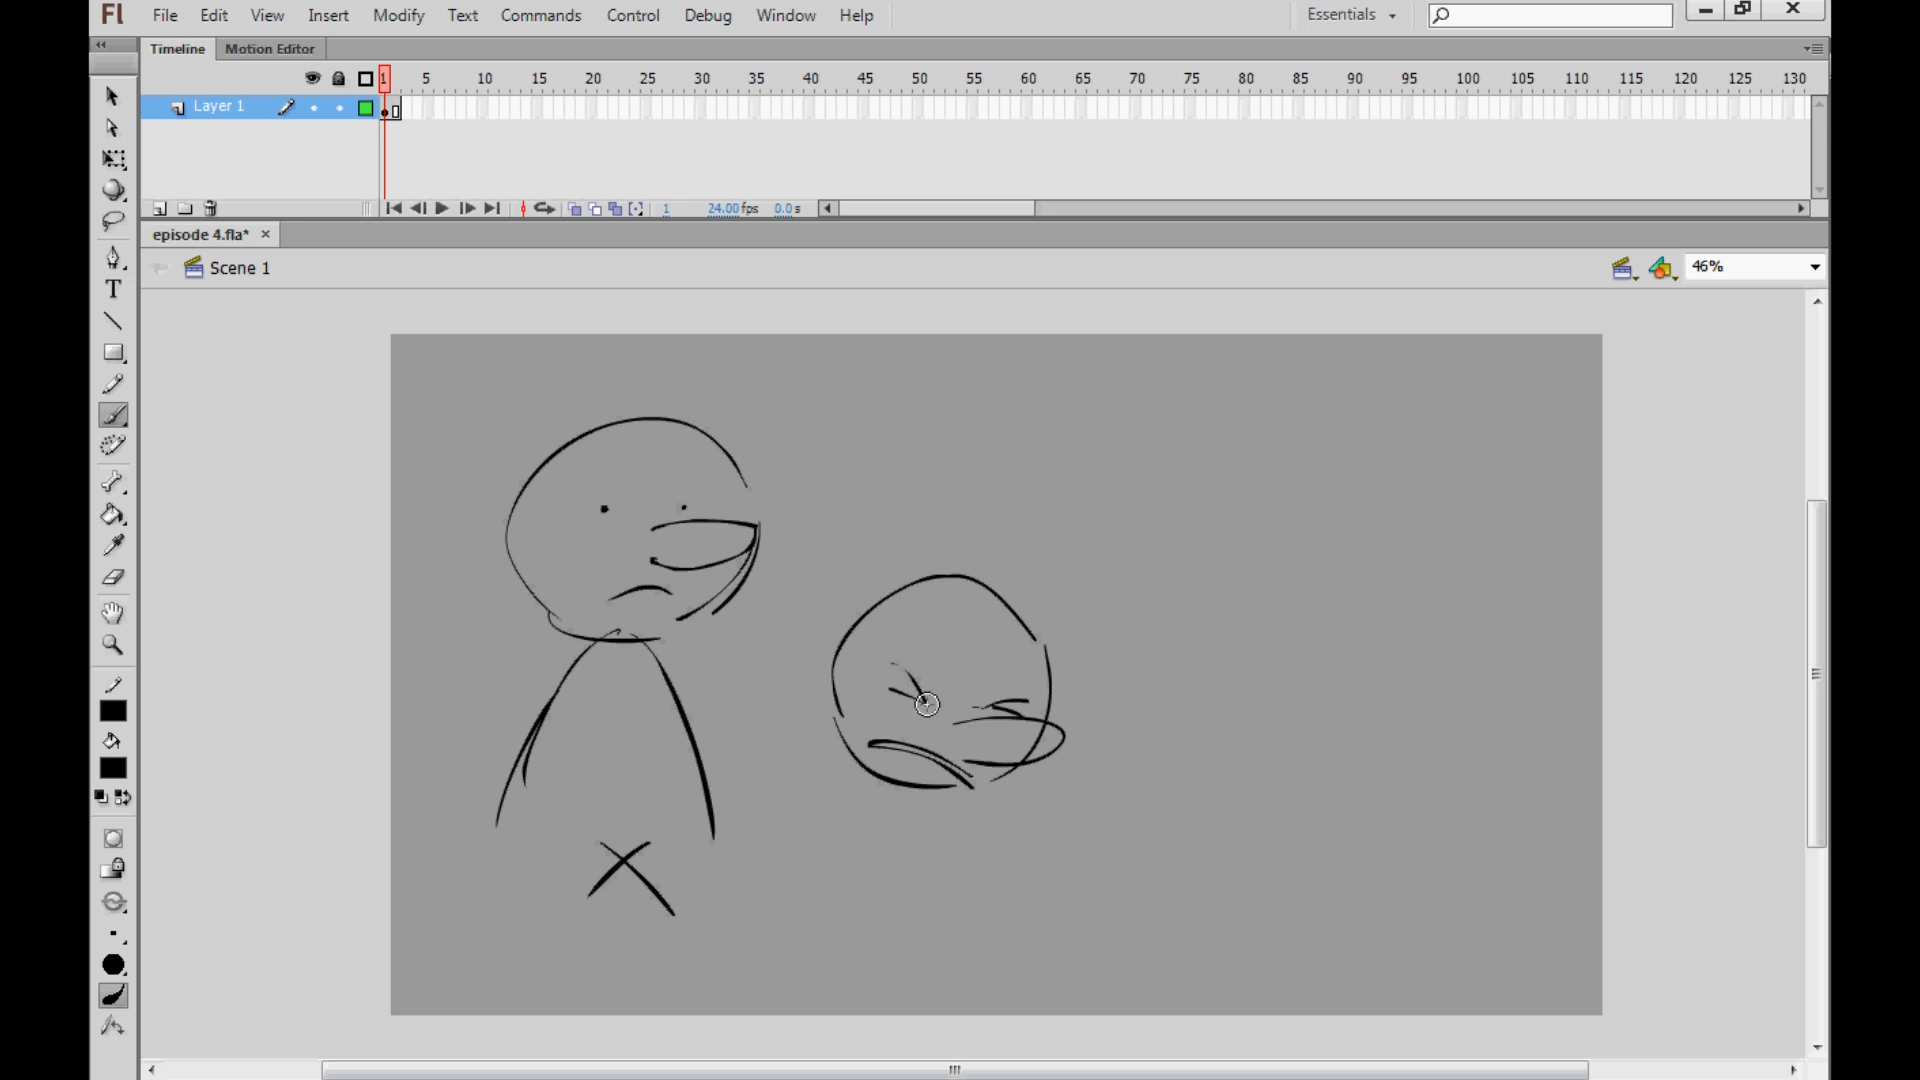 Fl File Edit View Insert Modify Text Commands Control Debug Window Help Essentials
Timeline Motion Editor
1 5 10 15 20 25 30 35 40 45 50 55 60 65 70 75 80 85 90 95 100 105 110 115 120 125 130
Layer 1
1 24.00 fps 0.0 s
episode 4.fla*
Scene 1 46%
T